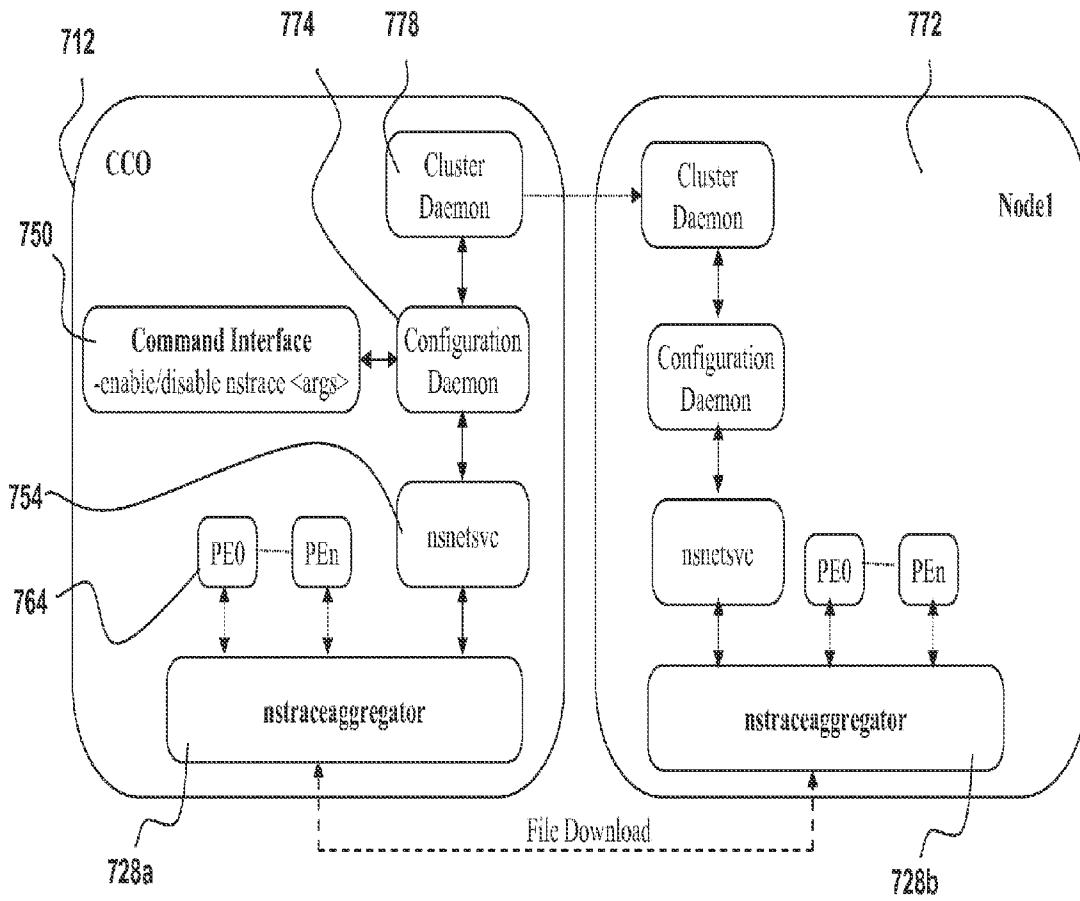 774
778
772
712
CCO
Cluster
Daemon
Cluster
Daemon
Node1
750
Command Interface
-enable/disable nstrace <args>
Configuration
Daemon
Configuration
Daemon
754
nsnetsvc
nsnetsvc
PE0
PEn
PE0
PEn
764
nstraceaggregator
nstraceaggregator
File Download
728a
728b